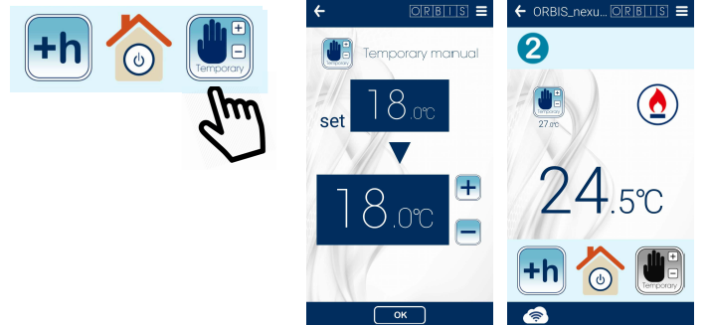 +h
Temporary
ORBIS
Temporary
Temporary manual
set
18.0°C
18.0°C
OK
ORBIS_nexu... ORBIS
2
Temporary
27.0°C
24.5°C
+h
Temporary